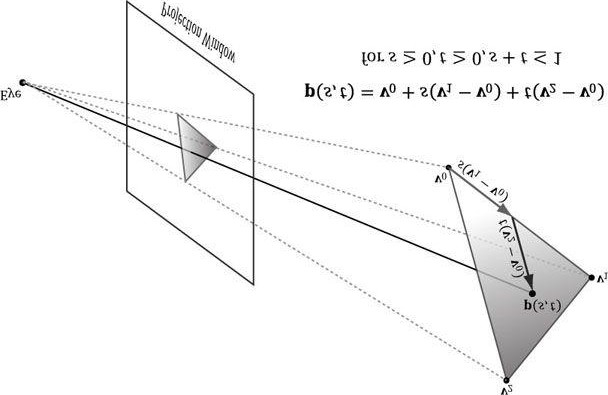 v₂
p(s,t)
v₁
t(v₂ − v₀)
s(v₁ − v₀)
v₀
p(s,t) = v₀ + s(v₁ − v₀) + t(v₂ − v₀)
for s ≥ 0, t ≥ 0, s + t ≤ 1
Eye
Projection Window